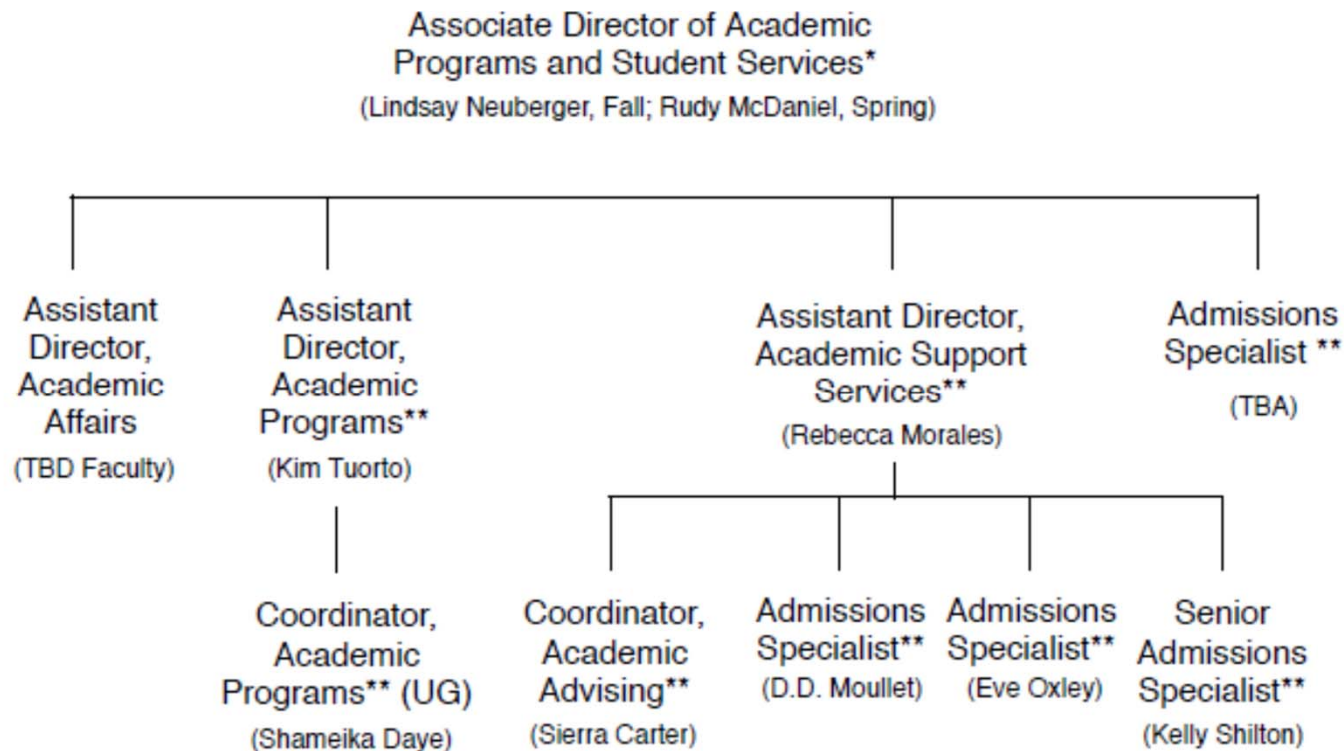 Associate Director of Academic
Programs and Student Services*
(Lindsay Neuberger, Fall; Rudy McDaniel, Spring)
Assistant
Director,
Academic
Affairs
(TBD Faculty)
Assistant
Director,
Academic
Programs**
(Kim Tuorto)
Assistant Director,
Academic Support
Services**
(Rebecca Morales)
Admissions
Specialist **
(TBA)
Coordinator,
Academic
Programs** (UG)
(Shameika Daye)
Coordinator,
Academic
Advising**
(Sierra Carter)
Admissions
Specialist**
(D.D. Moullet)
Admissions
Specialist**
(Eve Oxley)
Senior
Admissions
Specialist**
(Kelly Shilton)